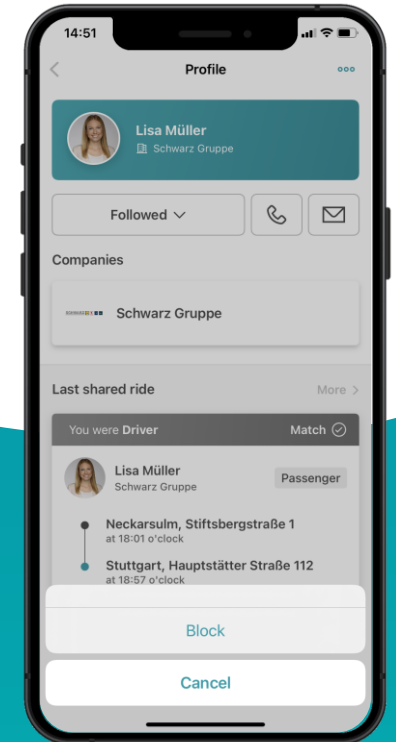 14:51
Profile
Lisa Müller
Schwarz Gruppe
Followed
Companies
Schwarz Gruppe
Last shared ride
More >
You were Driver
Match
Lisa Müller
Schwarz Gruppe
Passenger
Neckarsulm, Stiftsbergstraße 1
at 18:01 o'clock
Stuttgart, Hauptstätter Straße 112
at 18:57 o'clock
Block
Cancel